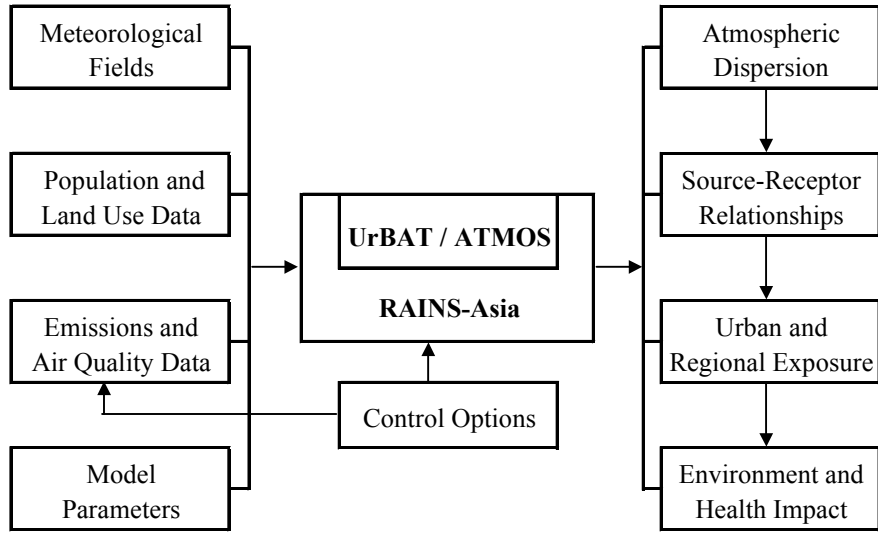 Meteorological
Fields
Population and
Land Use Data
Emissions and
Air Quality Data
Model
Parameters
UrBAT / ATMOS
RAINS-Asia
Control Options
Atmospheric
Dispersion
Source-Receptor
Relationships
Urban and
Regional Exposure
Environment and
Health Impact